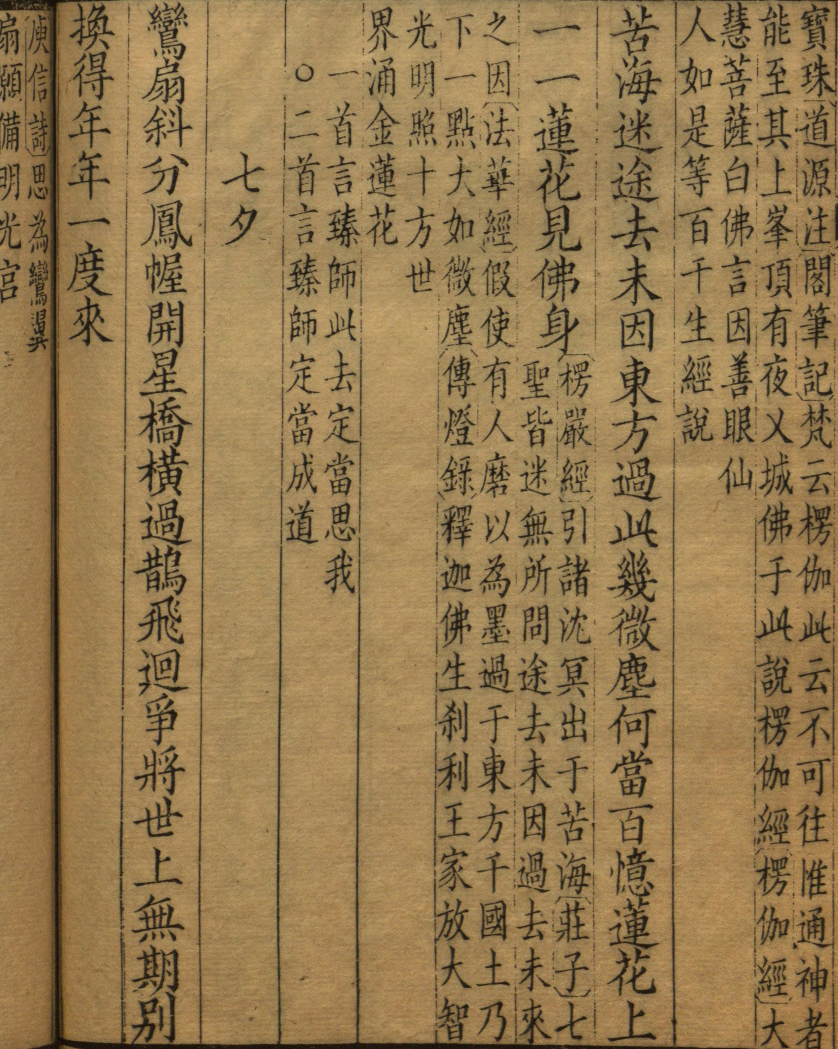 寶珠道源注閣筆記梵云楞伽此云不可往惟通神者
能至其上峯頂有夜乂城佛于此說楞伽經楞伽經大
慧菩薩白佛言因善眼仙
人如是等百千生經說
苦海迷途去未因東方過此幾微塵何當百憶蓮花上
一一蓮花見佛身
楞嚴經引諸沈冥出于苦海莊子七
聖皆迷無所問途去未因過去未來
之因法華經假使有人磨以為墨過于東方千國土乃
下一點大如微塵傳燈錄釋迦佛生刹利王家放大智
光明照十方世
界涌金蓮花
一首言臻師此去定當思我
○二首言臻師定當成道
七夕
鸞扇斜分鳳幄開星橋橫過鵲飛迴爭將世上無期別
換得年年一度來
庾信詩思為鸞翼
扇願備明光宮